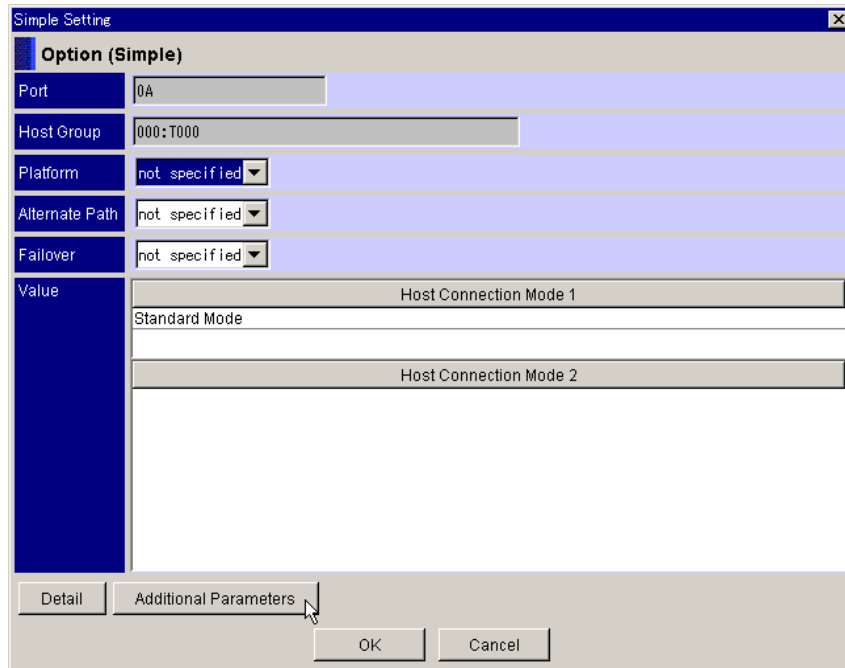 Simple Setting
Option (Simple)
Port 0A
Host Group 000:T000
Platform not specified
Alternate Path not specified
Failover not specified
Value Host Connection Mode 1
Standard Mode
Host Connection Mode 2
Detail Additional Parameters
OK Cancel